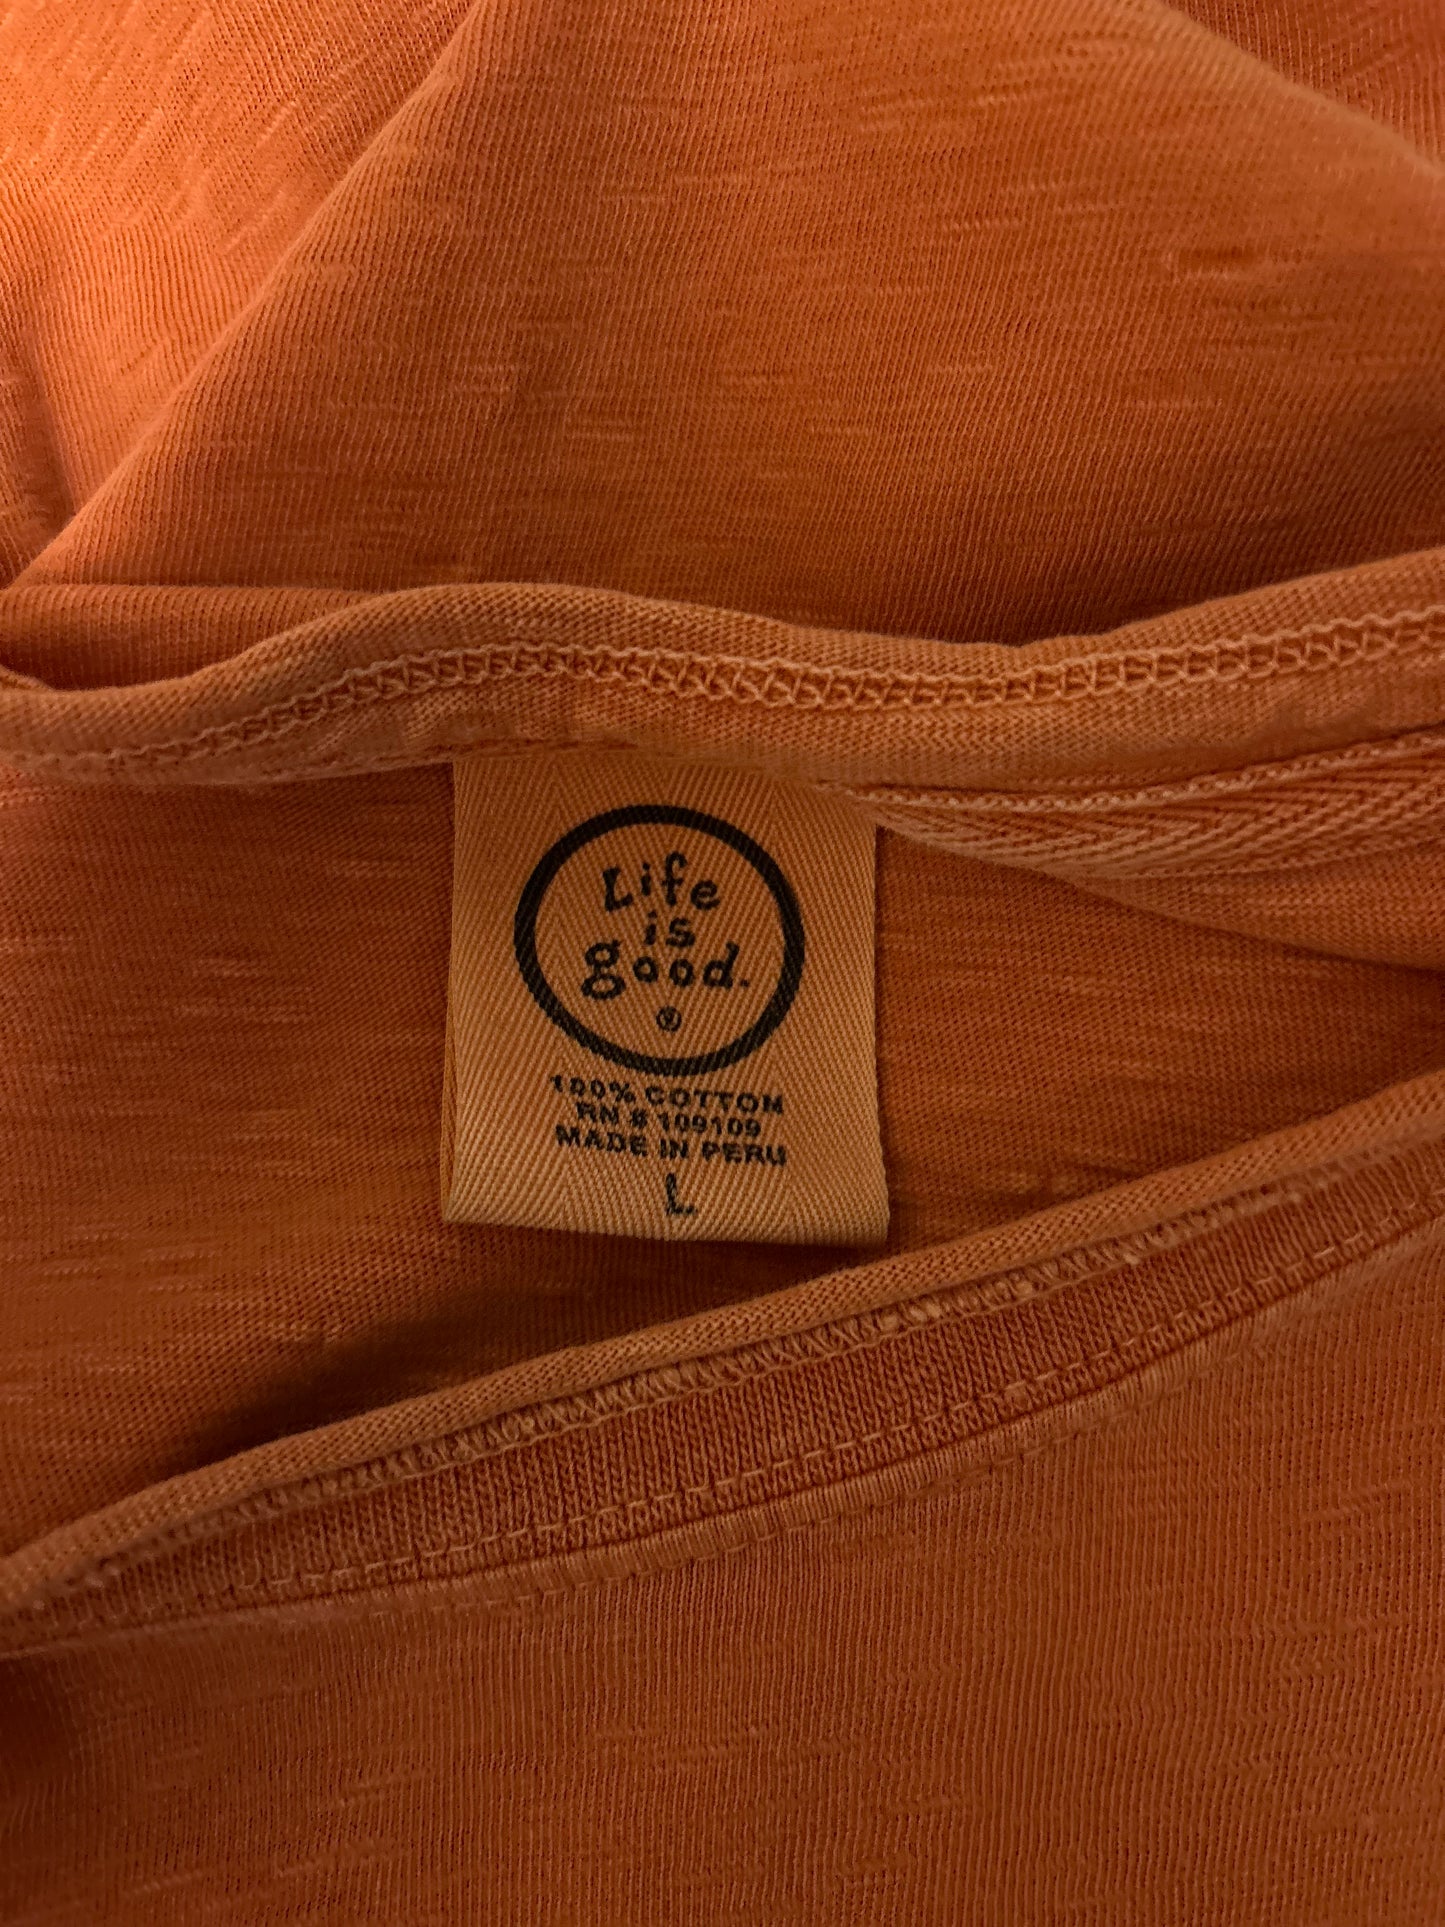 Life
is
good.
®
100% COTTON
RN # 109109
MADE IN PERU
L